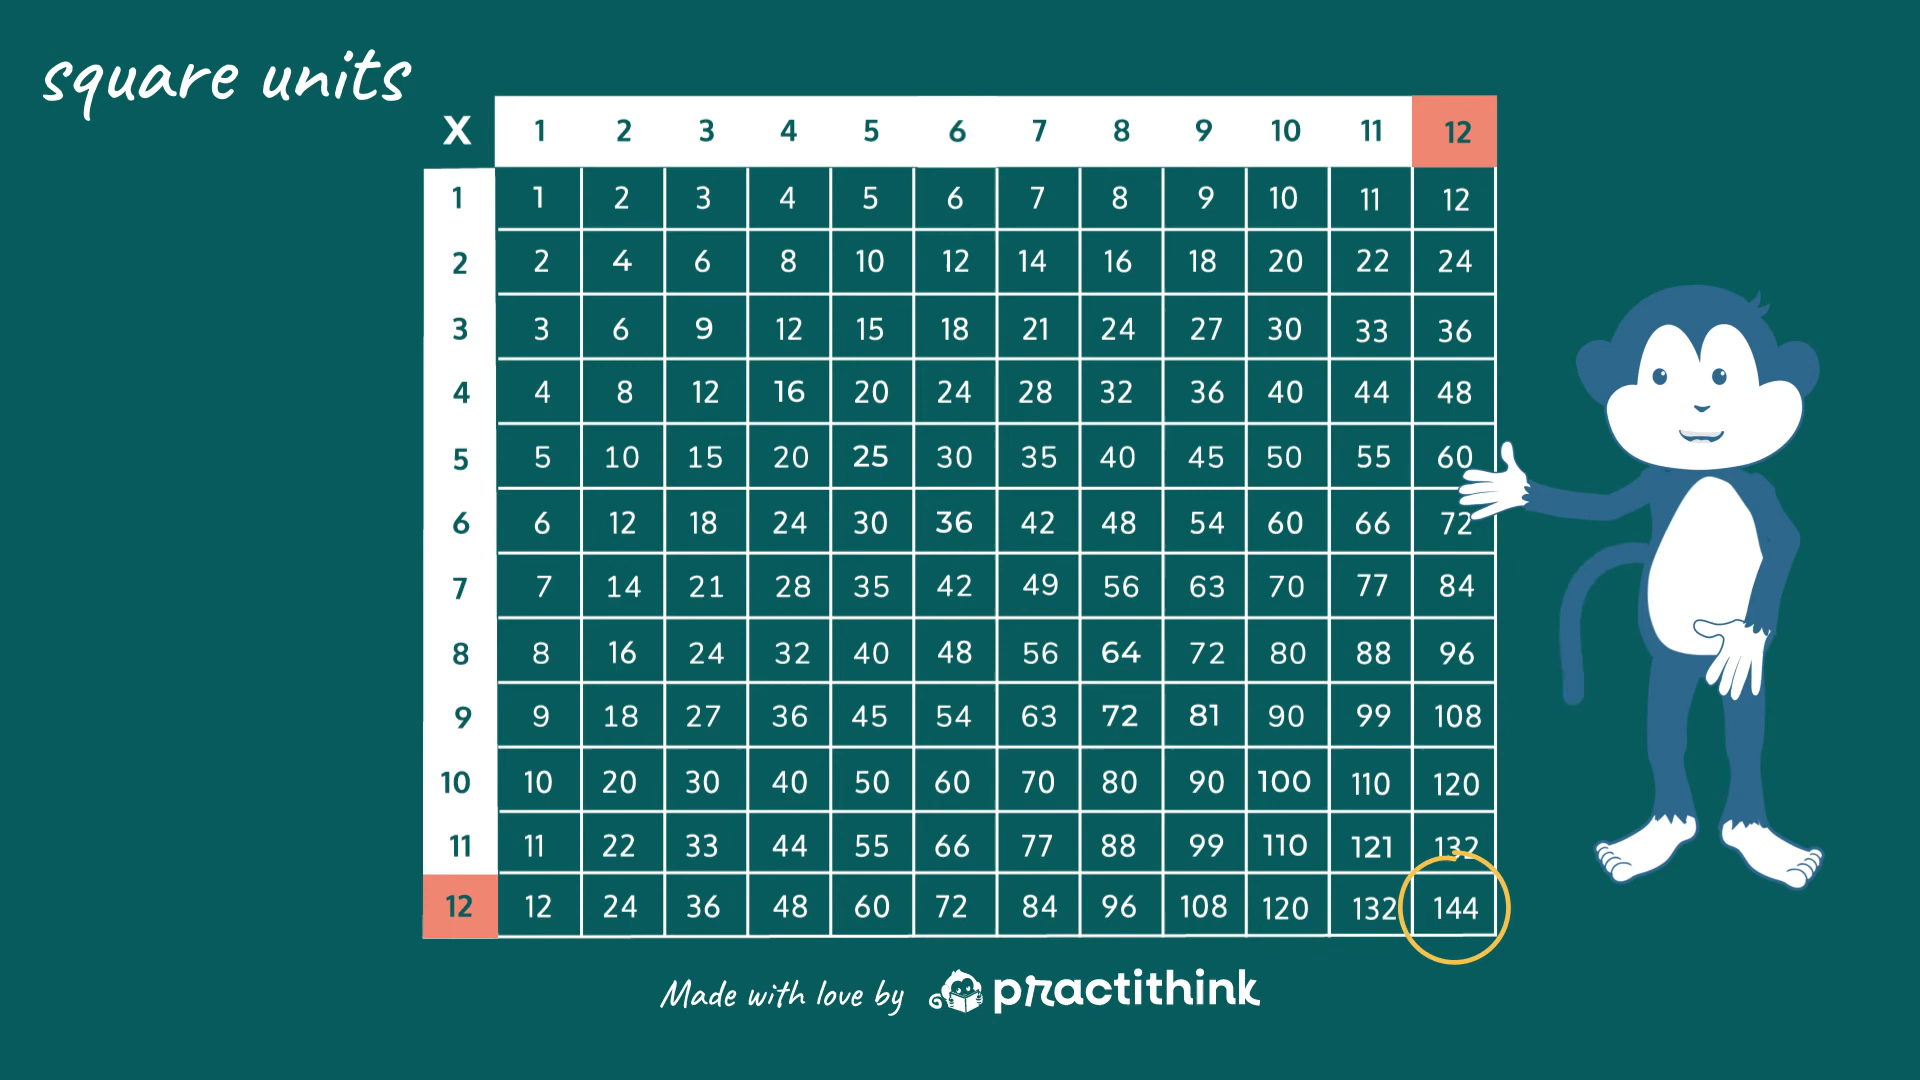 square units
X 1 2 3 4 5 6 7 8 9 10 11 12
1 1 2 3 4 5 6 7 8 9 10 11 12
2 2 4 6 8 10 12 14 16 18 20 22 24
3 3 6 9 12 15 18 21 24 27 30 33 36
4 4 8 12 16 20 24 28 32 36 40 44 48
5 5 10 15 20 25 30 35 40 45 50 55 60
6 6 12 18 24 30 36 42 48 54 60 66 72
7 7 14 21 28 35 42 49 56 63 70 77 84
8 8 16 24 32 40 48 56 64 72 80 88 96
9 9 18 27 36 45 54 63 72 81 90 99 108
10 10 20 30 40 50 60 70 80 90 100 110 120
11 11 22 33 44 55 66 77 88 99 110 121 132
12 12 24 36 48 60 72 84 96 108 120 132 144
Made with love by practithink